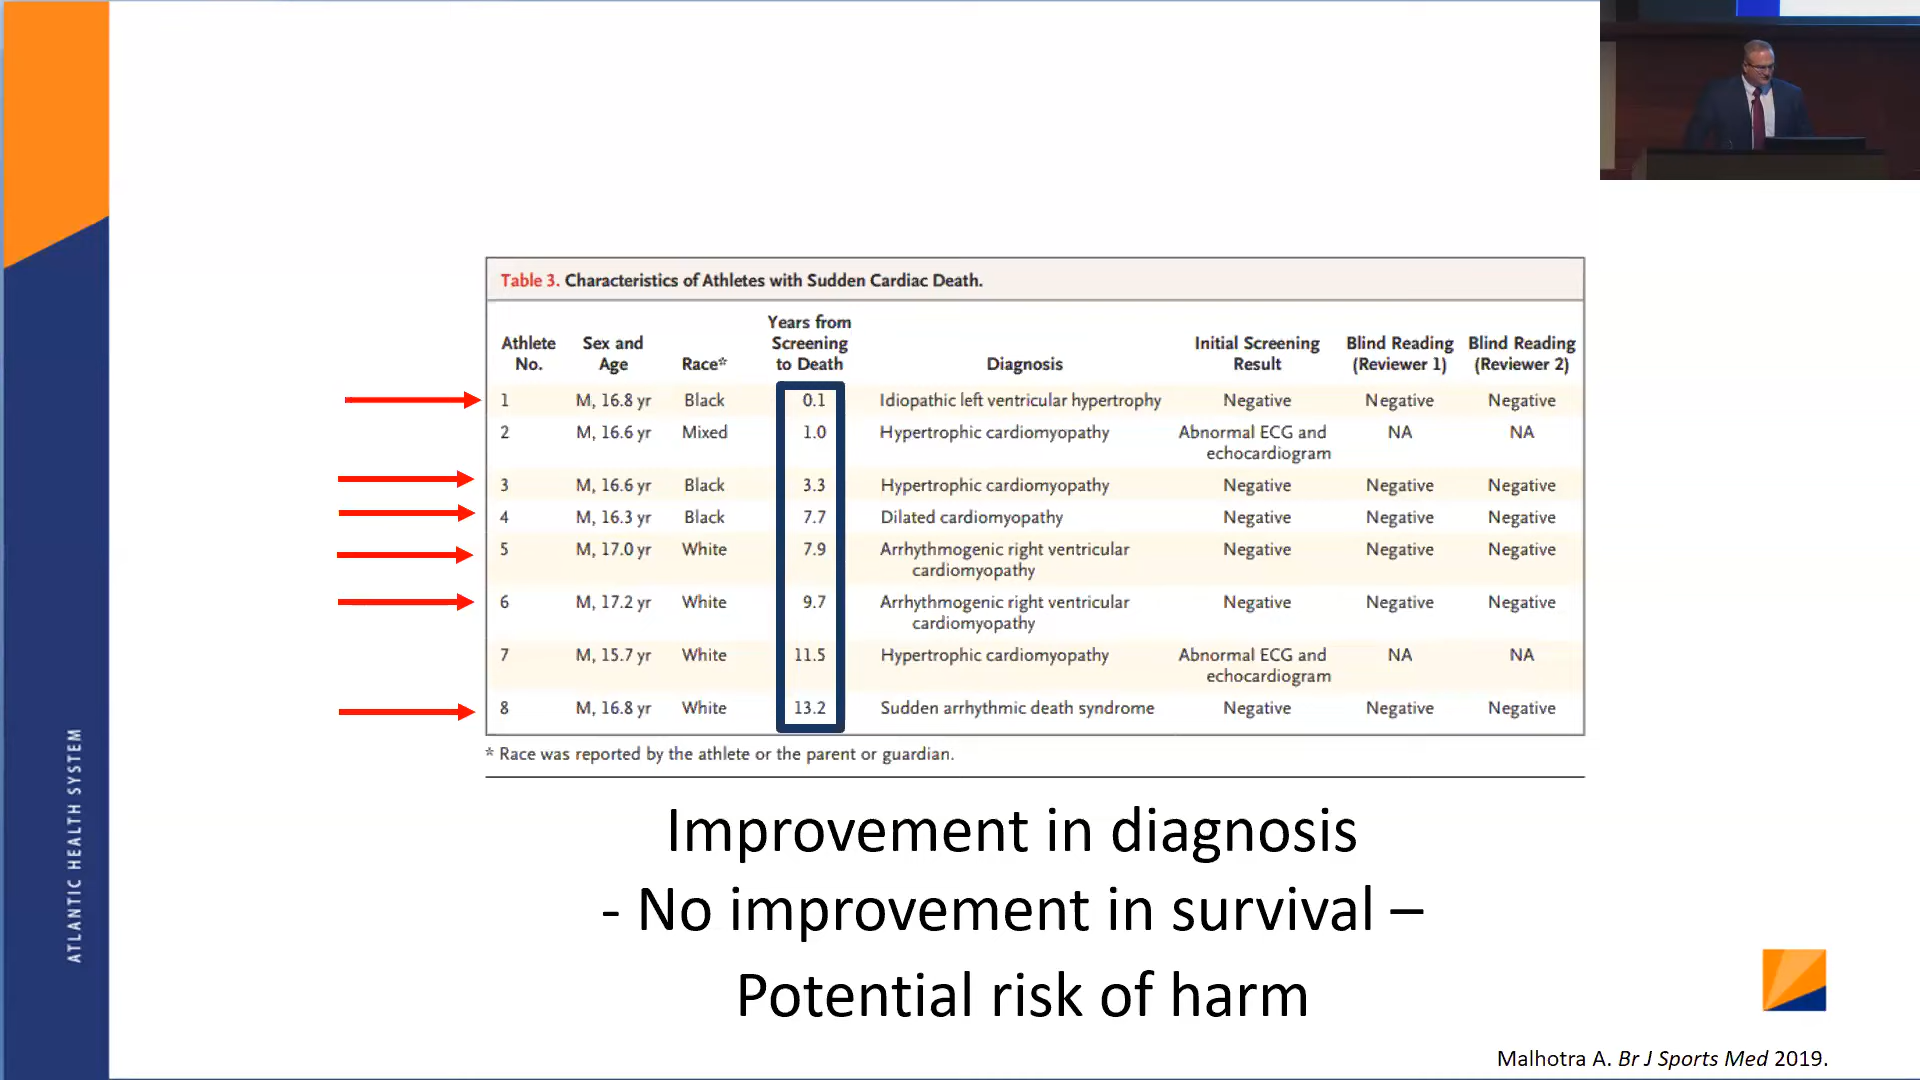 Table 3. Characteristics of Athletes with Sudden Cardiac Death.
Athlete No. Sex and Age Race* Years from Screening to Death Diagnosis Initial Screening Result Blind Reading (Reviewer 1) Blind Reading (Reviewer 2)
1 M, 16.8 yr Black 0.1 Idiopathic left ventricular hypertrophy Negative Negative Negative
2 M, 16.6 yr Mixed 1.0 Hypertrophic cardiomyopathy Abnormal ECG and echocardiogram NA NA
3 M, 16.6 yr Black 3.3 Hypertrophic cardiomyopathy Negative Negative Negative
4 M, 16.3 yr Black 7.7 Dilated cardiomyopathy Negative Negative Negative
5 M, 17.0 yr White 7.9 Arrhythmogenic right ventricular cardiomyopathy Negative Negative Negative
6 M, 17.2 yr White 9.7 Arrhythmogenic right ventricular cardiomyopathy Negative Negative Negative
7 M, 15.7 yr White 11.5 Hypertrophic cardiomyopathy Abnormal ECG and echocardiogram NA NA
8 M, 16.8 yr White 13.2 Sudden arrhythmic death syndrome Negative Negative Negative
* Race was reported by the athlete or the parent or guardian.
Improvement in diagnosis
- No improvement in survival –
Potential risk of harm
ATLANTIC HEALTH SYSTEM
Malhotra A. Br J Sports Med 2019.